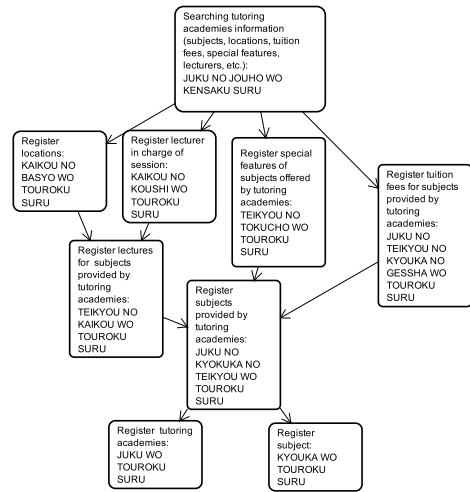 Searching tutoring
academies information
(subjects, locations, tuition
fees, special features,
lecturers, etc.):
JUKU NO JOUHO WO
KENSAKU SURU
Register
locations:
KAIKOU NO
BASYO WO
TOUROKU
SURU
Register lecturer
in charge of
session:
KAIKOU NO
KOUSHI WO
TOUROKU
SURU
Register special
features of
subjects offered
by tutoring
academies:
TEIKYOU NO
TOKUCHO WO
TOUROKU
SURU
Register tuition
fees for subjects
provided by
tutoring
academies:
JUKU NO
TEIKYOU NO
KYOUKA NO
GESSHA WO
TOUROKU
SURU
Register lectures
for subjects
provided by
tutoring
academies:
TEIKYOU NO
KAIKOU WO
TOUROKU
SURU
Register
subjects
provided by
tutoring
academies:
JUKU NO
KYOKUKA NO
TEIKYOU WO
TOUROKU
SURU
Register tutoring
academies:
JUKU WO
TOUROKU
SURU
Register
subject:
KYOUKA WO
TOUROKU
SURU